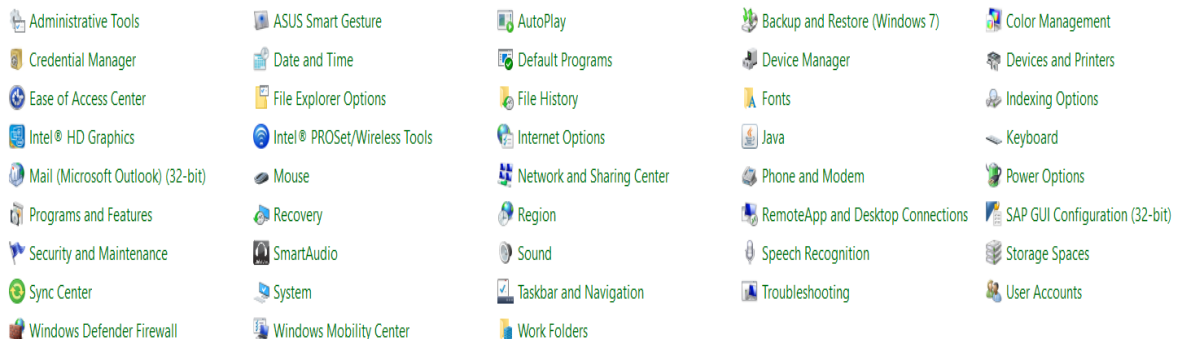 Administrative Tools
ASUS Smart Gesture
AutoPlay
Backup and Restore (Windows 7)
Color Management
Credential Manager
Date and Time
Default Programs
Device Manager
Devices and Printers
Ease of Access Center
File Explorer Options
File History
Fonts
Indexing Options
Intel® HD Graphics
Intel® PROSet/Wireless Tools
Internet Options
Java
Keyboard
Mail (Microsoft Outlook) (32-bit)
Mouse
Network and Sharing Center
Phone and Modem
Power Options
Programs and Features
Recovery
Region
RemoteApp and Desktop Connections
SAP GUI Configuration (32-bit)
Security and Maintenance
SmartAudio
Sound
Speech Recognition
Storage Spaces
Sync Center
System
Taskbar and Navigation
Troubleshooting
User Accounts
Windows Defender Firewall
Windows Mobility Center
Work Folders